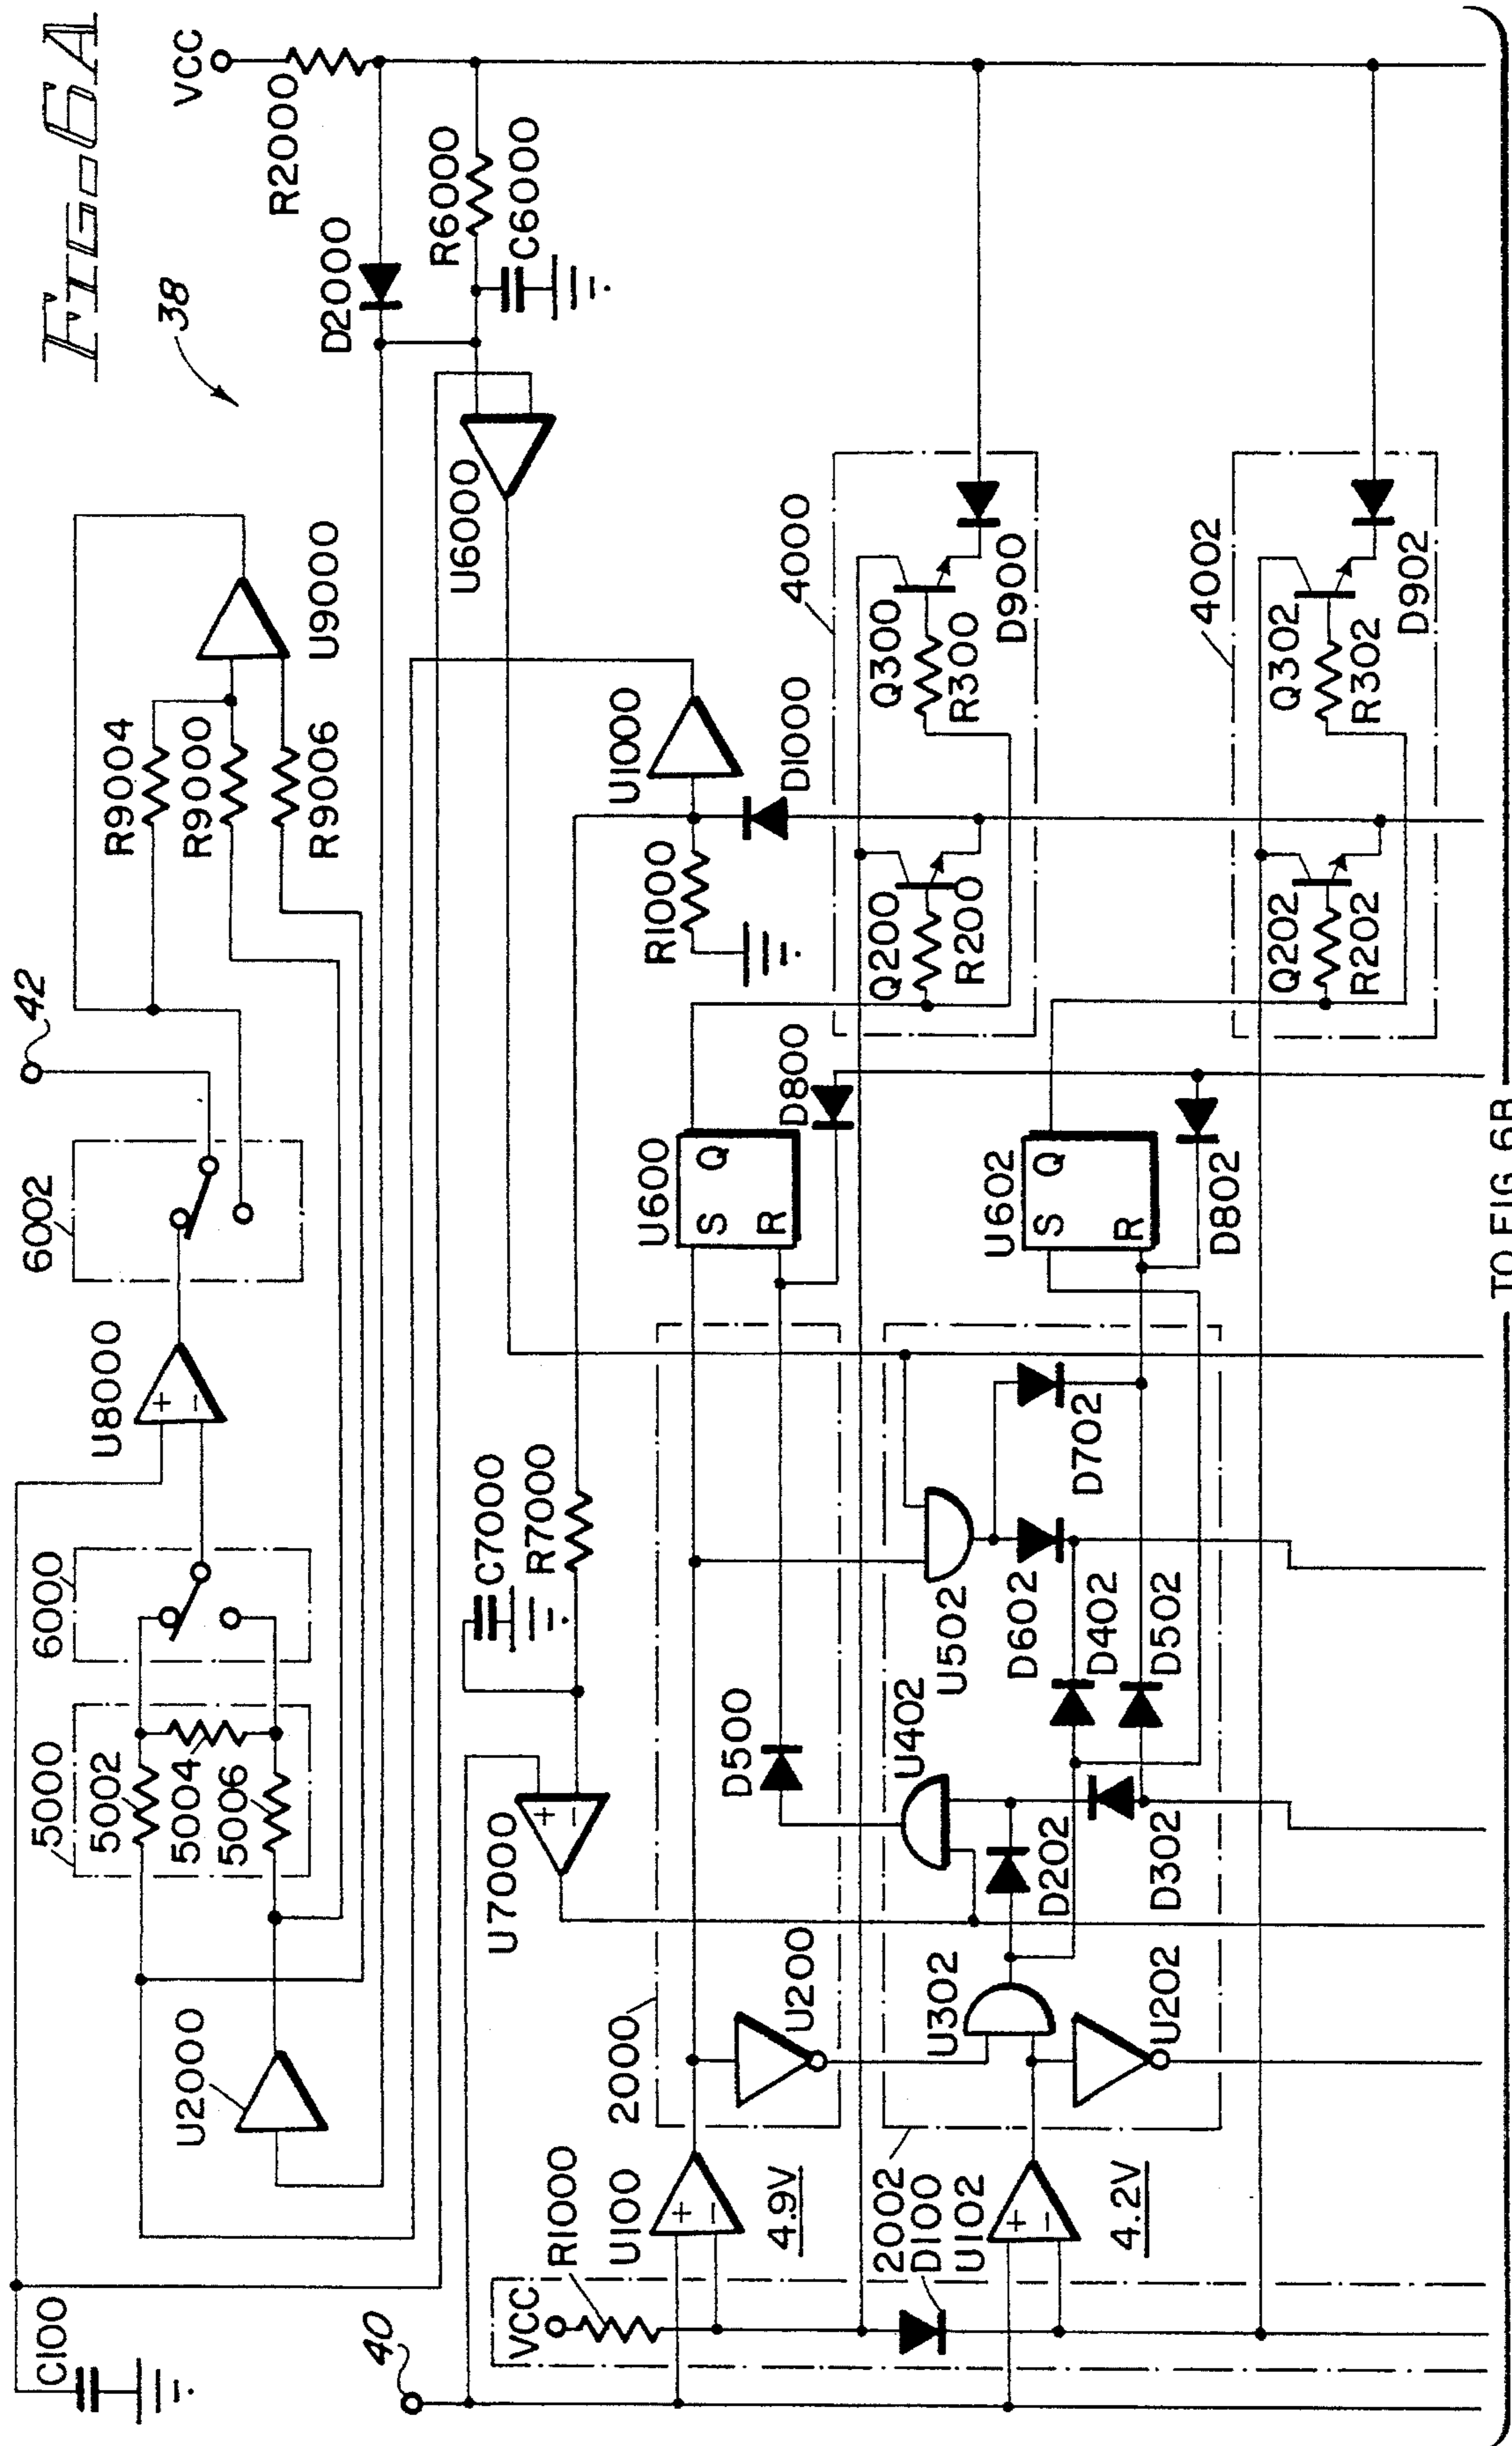 Fig-6A
38
VCC
R2000
D2000
R6000
C6000
U6000
42
R9004
R9000
R9006
U9000
6002
U8000
+
-
6000
5000
5002
5004
5006
U2000
C100
40
C7000
R7000
U7000
+
-
U1000
R1000
D1000
4000
Q300
R300
D900
Q200
R200
4002
Q302
R302
D902
Q202
R202
U600
S Q
R
D800
U602
S Q
R
D802
D500
U402
U502
D702
D602
D402
D502
D202
D302
2000
U200
U302
U202
2002
VCC
R1000
U100
+
-
4.9V
D100
U102
+
-
4.2V
TO FIG. 6B